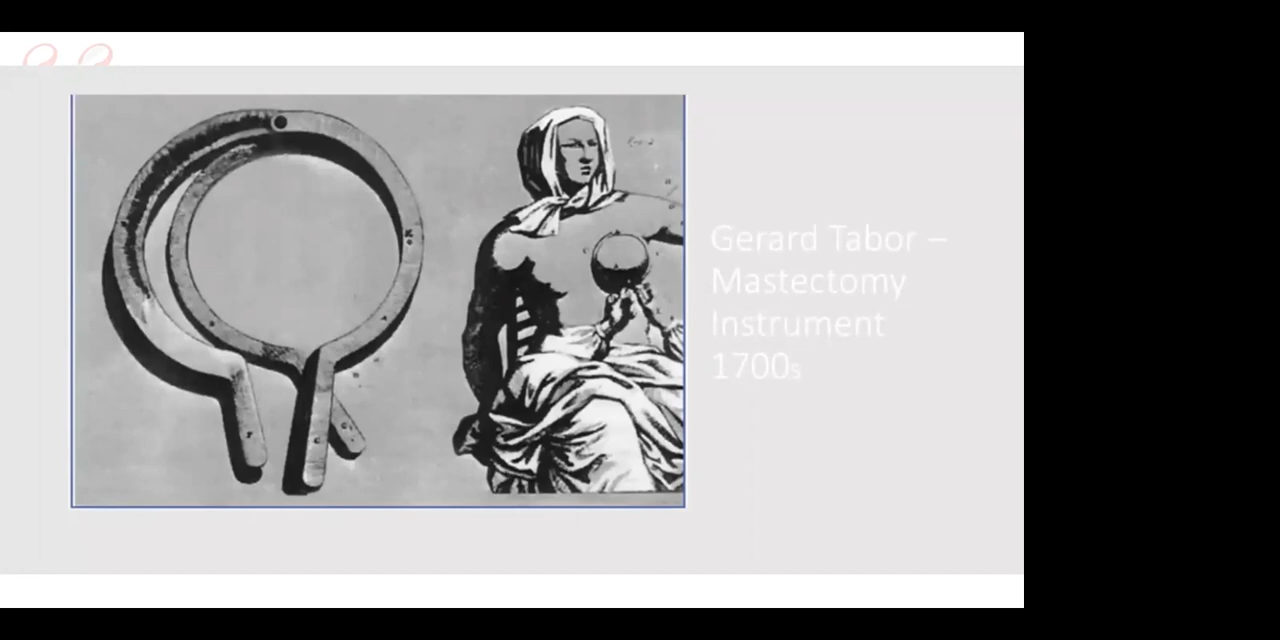 Gerard Tabor –
Mastectomy
Instrument
1700s